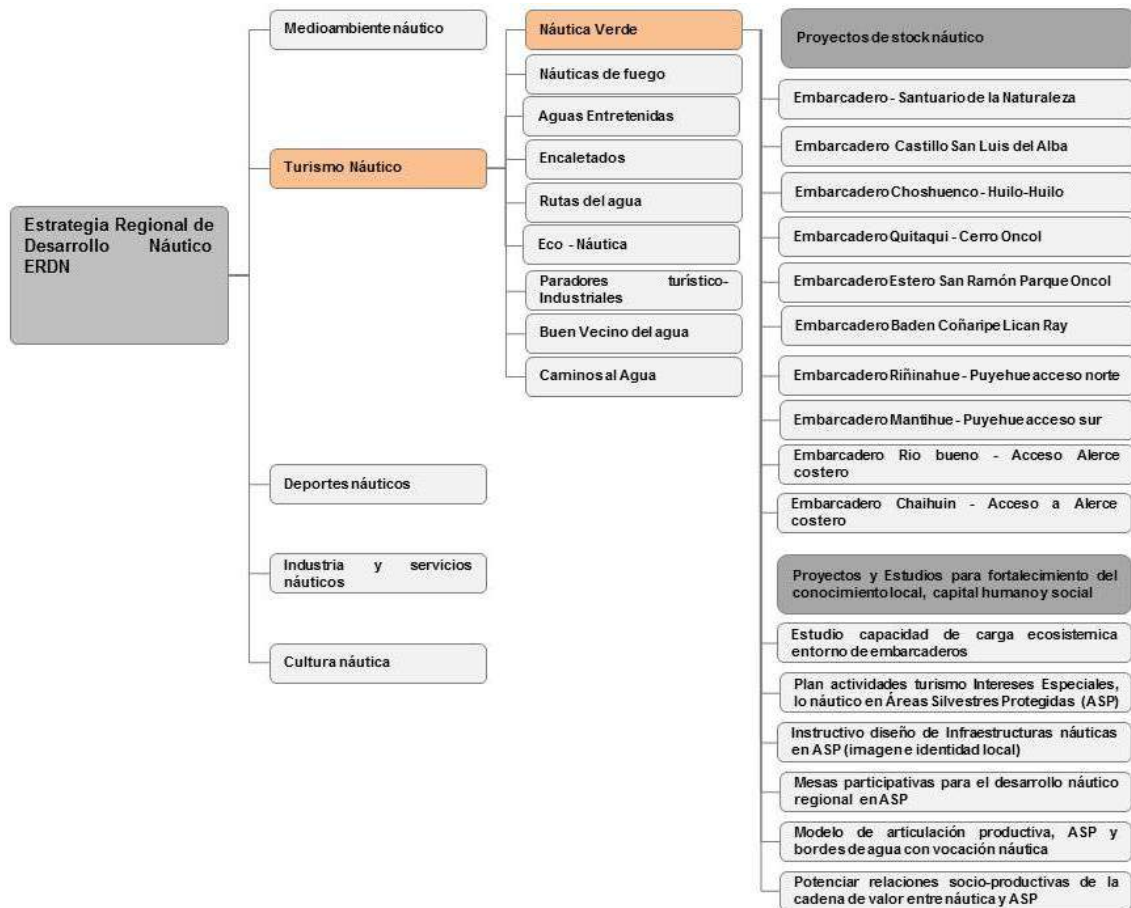 Estrategia Regional de
Desarrollo Náutico
ERDN
Medioambiente náutico
Turismo Náutico
Deportes náuticos
Industria y servicios
náuticos
Cultura náutica
Náutica Verde
Náuticas de fuego
Aguas Entretenidas
Encaletados
Rutas del agua
Eco - Náutica
Paradores turístico-
Industriales
Buen Vecino del agua
Caminos al Agua
Proyectos de stock náutico
Embarcadero - Santuario de la Naturaleza
Embarcadero Castillo San Luis del Alba
Embarcadero Choshuenco - Huilo-Huilo
Embarcadero Quitaqui - Cerro Oncol
Embarcadero Estero San Ramón Parque Oncol
Embarcadero Baden Coñaripe Lican Ray
Embarcadero Riñinahue - Puyehue acceso norte
Embarcadero Mantihue - Puyehue acceso sur
Embarcadero Rio bueno - Acceso Alerce
costero
Embarcadero Chaihuin - Acceso a Alerce
costero
Proyectos y Estudios para fortalecimiento del
conocimiento local, capital humano y social
Estudio capacidad de carga ecosistemica
entorno de embarcaderos
Plan actividades turismo Intereses Especiales,
lo náutico en Áreas Silvestres Protegidas (ASP)
Instructivo diseño de Infraestructuras náuticas
en ASP (imagen e identidad local)
Mesas participativas para el desarrollo náutico
regional en ASP
Modelo de articulación productiva, ASP y
bordes de agua con vocación náutica
Potenciar relaciones socio-productivas de la
cadena de valor entre náutica y ASP